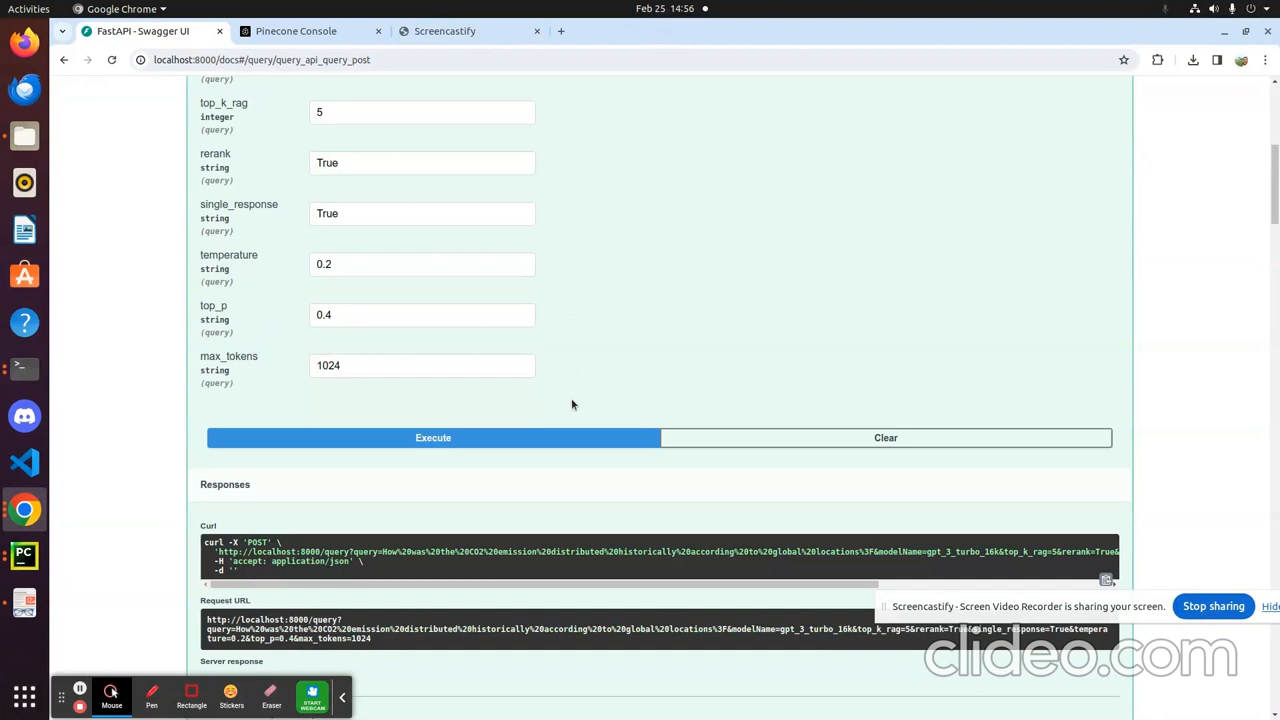 Activities
Google Chrome
Feb 25 14:56
FastAPI - Swagger UI
Pinecone Console
Screencastify
localhost:8000/docs#/query/query_api_query_post
(query)
top_k_rag
integer
(query)
5
rerank
string
(query)
True
single_response
string
(query)
True
temperature
string
(query)
0.2
top_p
string
(query)
0.4
max_tokens
string
(query)
1024
Execute
Clear
Responses
Curl
curl -X 'POST' \
'http://localhost:8000/query?query=How%20was%20the%20CO2%20emission%20distributed%20historically%20according%20to%20global%20locations%3F&modelName=gpt_3_turbo_16k&top_k_rag=5&rerank=True&
-H 'accept: application/json' \
-d ''
Request URL
http://localhost:8000/query?
query=How%20was%20the%20CO2%20emission%20distributed%20historically%20according%20to%20global%20locations%3F&modelName=gpt_3_turbo_16k&top_k_rag=5&rerank=True&single_response=True&tempera
ture=0.2&top_p=0.4&max_tokens=1024
Server response
Screencastify - Screen Video Recorder is sharing your screen.
Stop sharing
Hide
clideo.com
Mouse
Pen
Rectangle
Stickers
Eraser
START
WEBCAM
PC